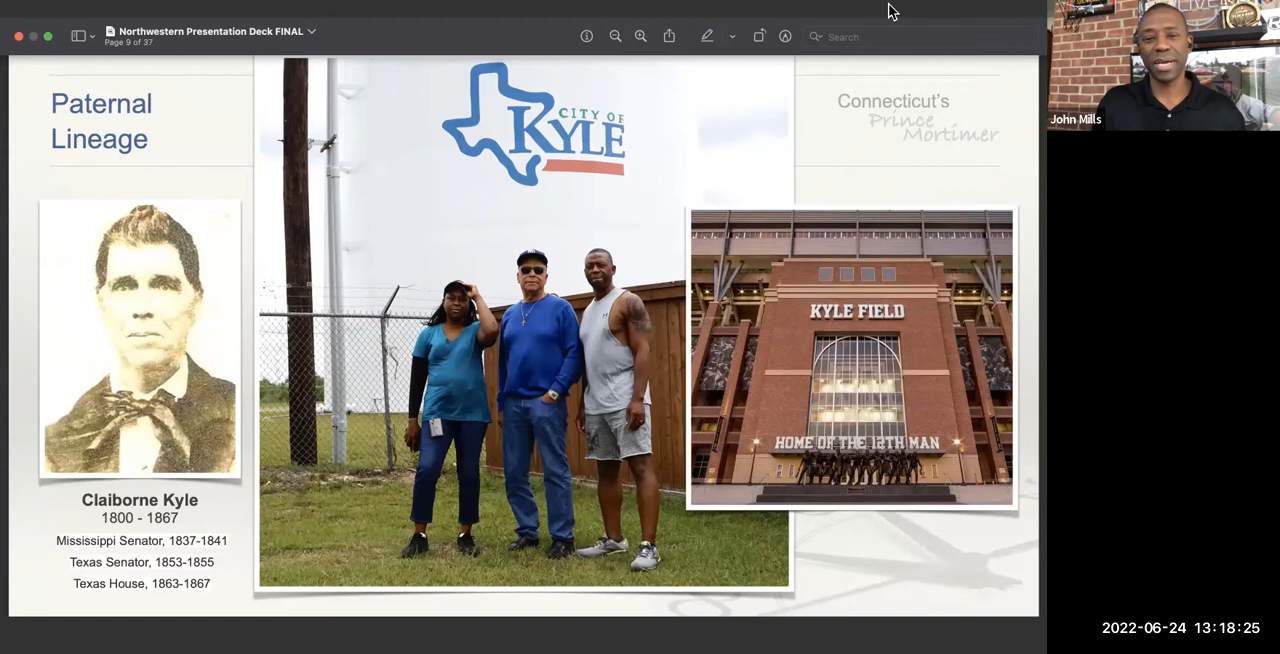 Northwestern Presentation Deck FINAL
Page 9 of 37
Search
John Mills
Paternal
Lineage
CITY OF
KYLE
Connecticut's
Prince
Mortimer
KYLE FIELD
HOME OF THE 12TH MAN
Claiborne Kyle
1800 - 1867
Mississippi Senator, 1837-1841
Texas Senator, 1853-1855
Texas House, 1863-1867
2022-06-24 13:18:25